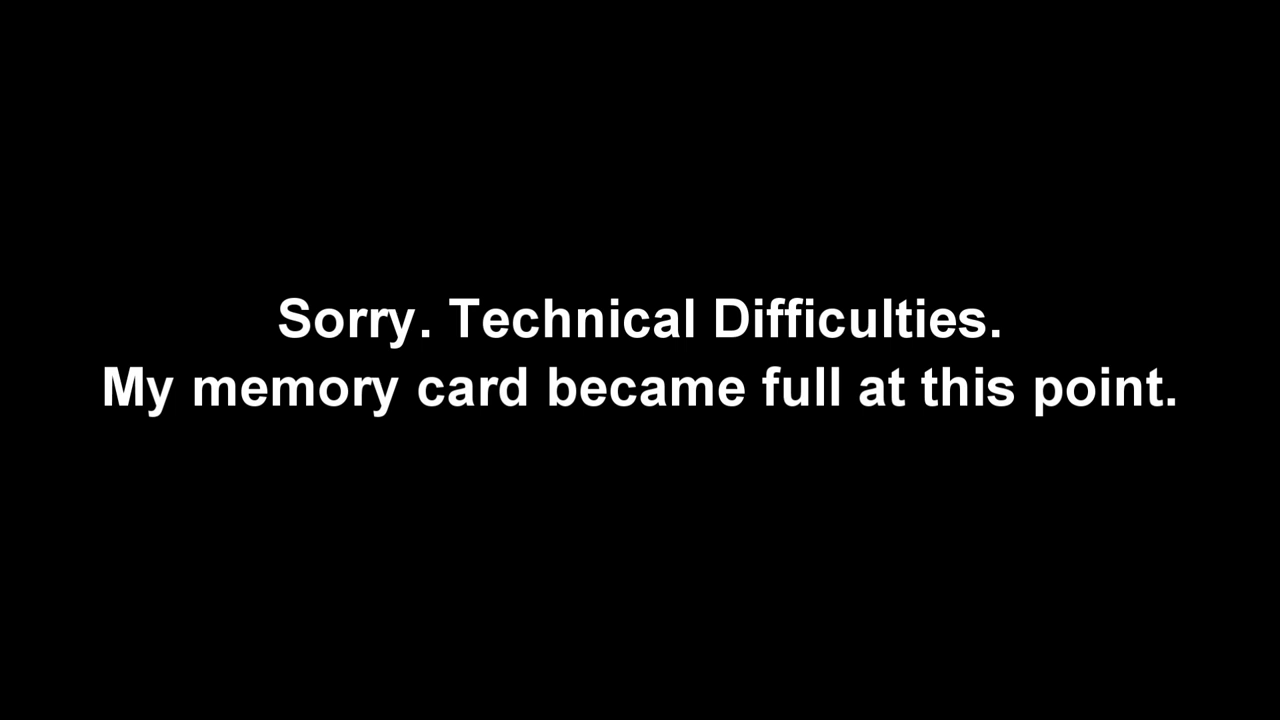 Sorry. Technical Difficulties.
My memory card became full at this point.